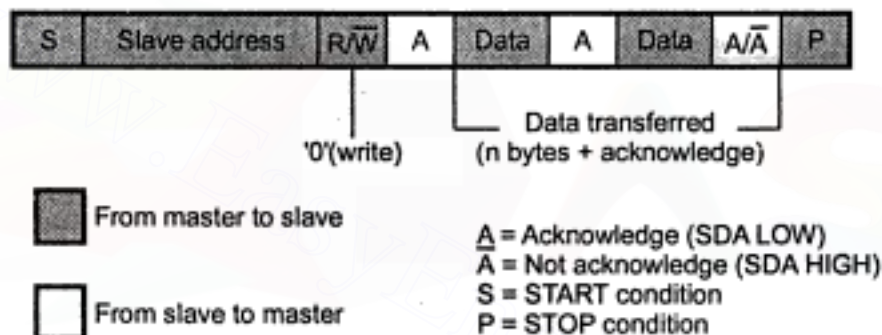 S Slave address R/W̅ A Data A Data A/A̅ P
'0'(write)
Data transferred
(n bytes + acknowledge)
From master to slave
From slave to master
A = Acknowledge (SDA LOW)
A̅ = Not acknowledge (SDA HIGH)
S = START condition
P = STOP condition